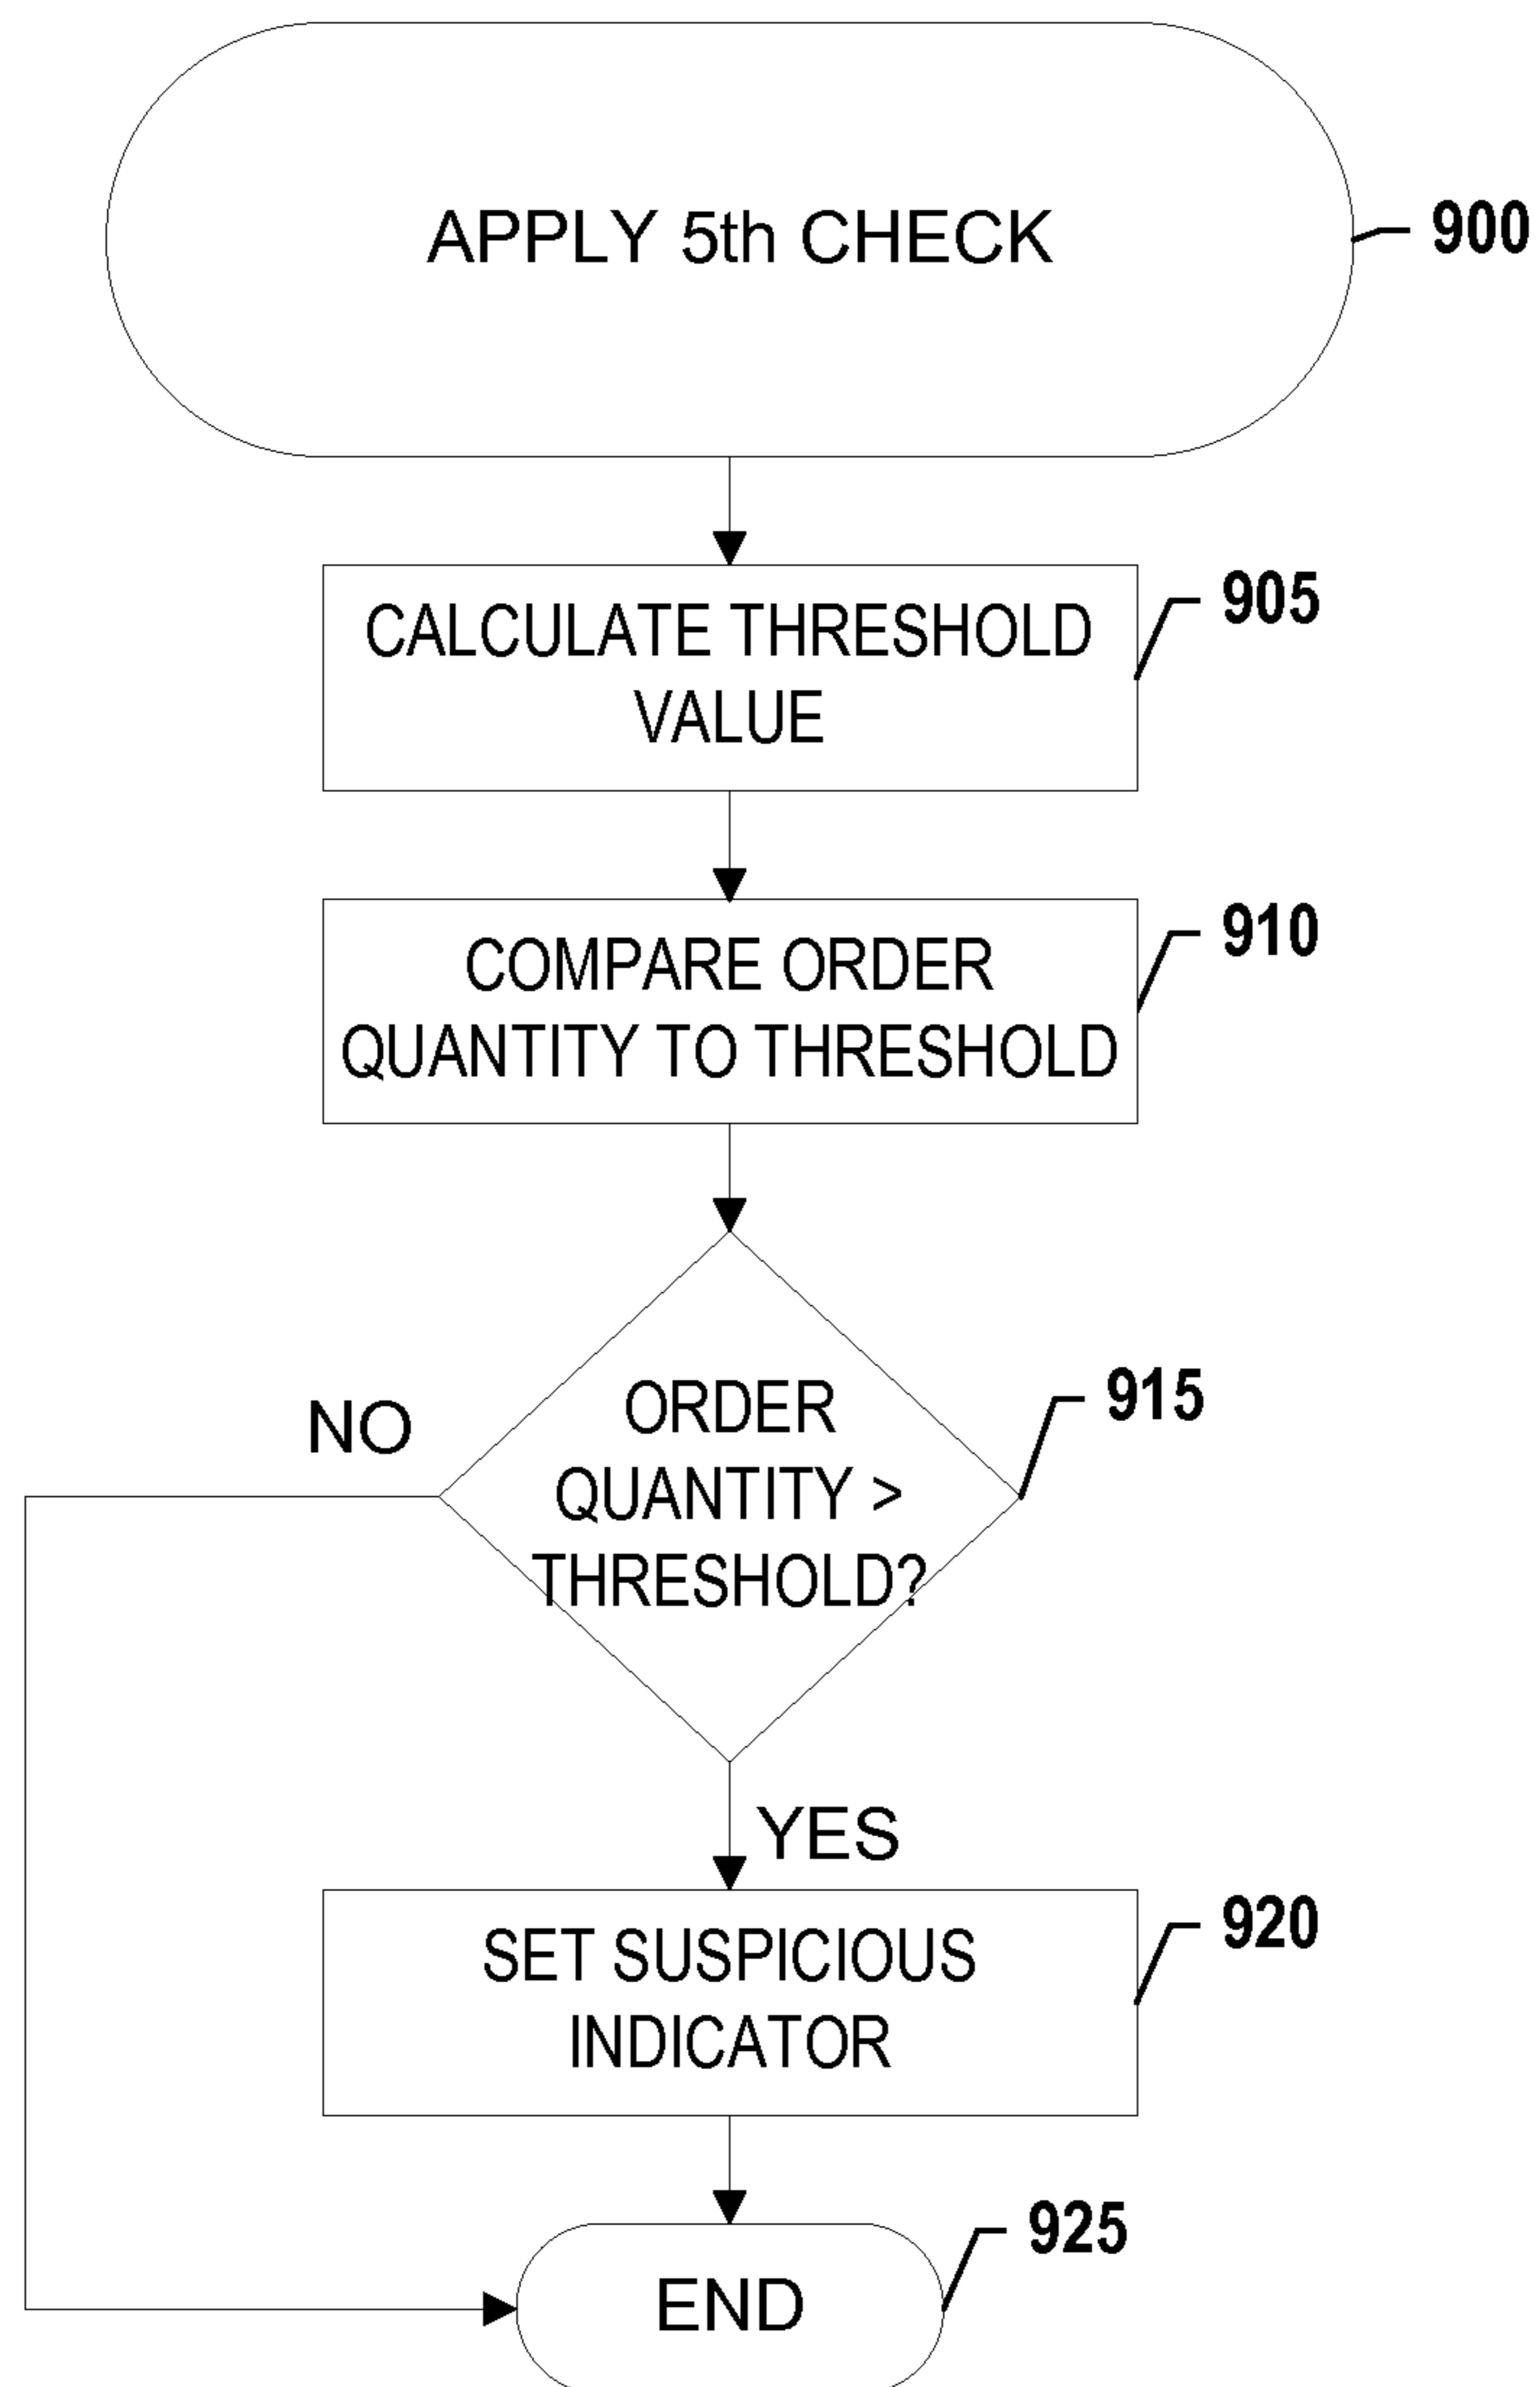 APPLY 5th CHECK
900
CALCULATE THRESHOLD
VALUE
905
COMPARE ORDER
QUANTITY TO THRESHOLD
910
ORDER
QUANTITY >
THRESHOLD?
915
NO
YES
SET SUSPICIOUS
INDICATOR
920
END
925